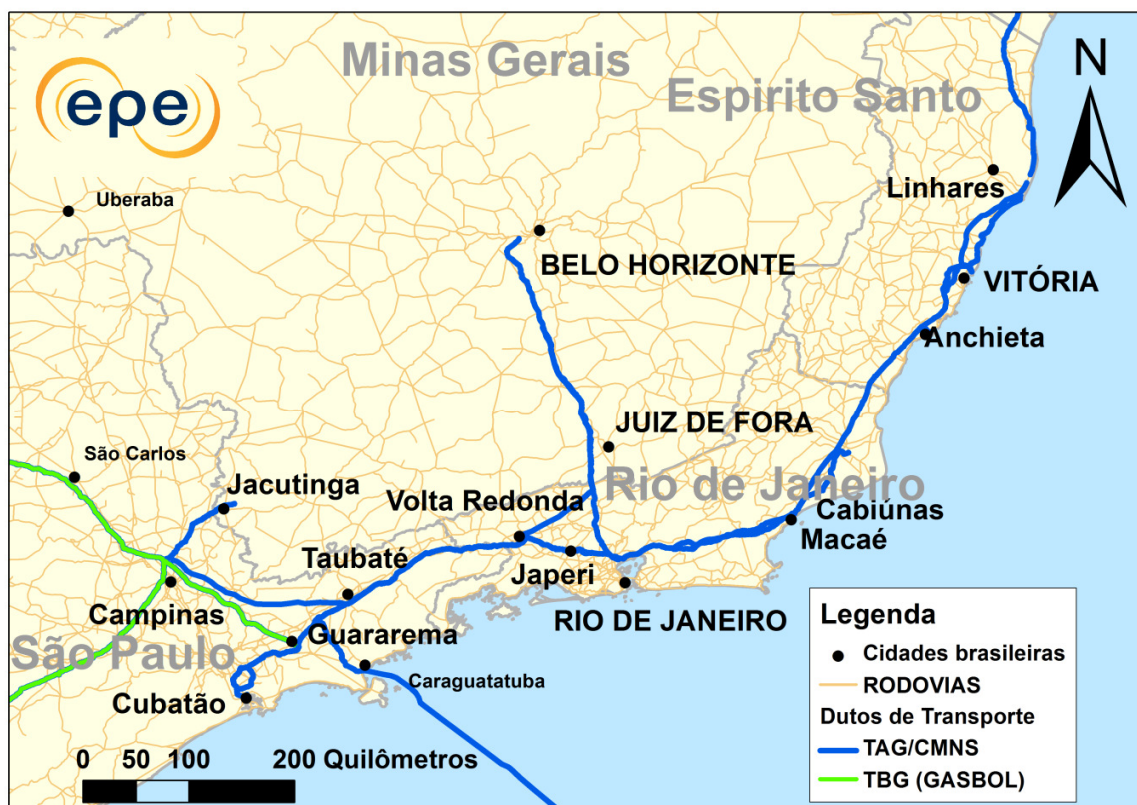 Minas Gerais
Espirito Santo
N
epe
Uberaba
Linhares
BELO HORIZONTE
VITÓRIA
Anchieta
JUIZ DE FORA
São Carlos
Jacutinga
Volta Redonda
Rio de Janeiro
Cabiúnas
Macaé
Taubaté
Japeri
Campinas
RIO DE JANEIRO
Guararema
São Paulo
Caraguatatuba
Cubatão
0 50 100 200 Quilômetros
Legenda
Cidades brasileiras
RODOVIAS
Dutos de Transporte
TAG/CMNS
TBG (GASBOL)